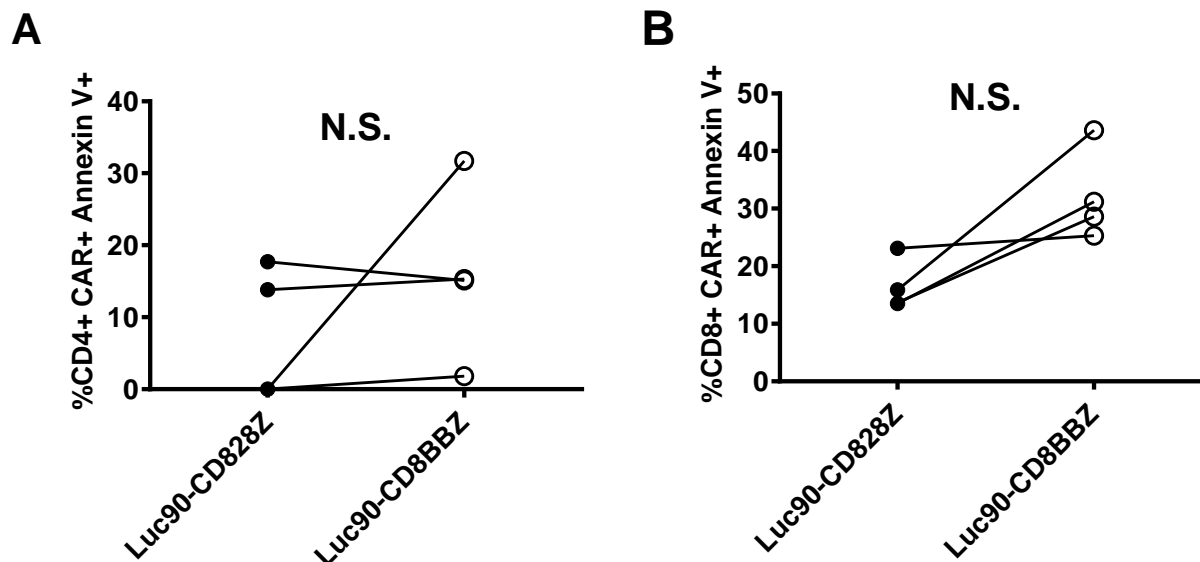 A
%CD4+ CAR+ Annexin V+
40
30
20
10
0
N.S.
Luc90-CD828Z
Luc90-CD8BBZ
B
%CD8+ CAR+ Annexin V+
50
40
30
20
10
0
N.S.
Luc90-CD828Z
Luc90-CD8BBZ